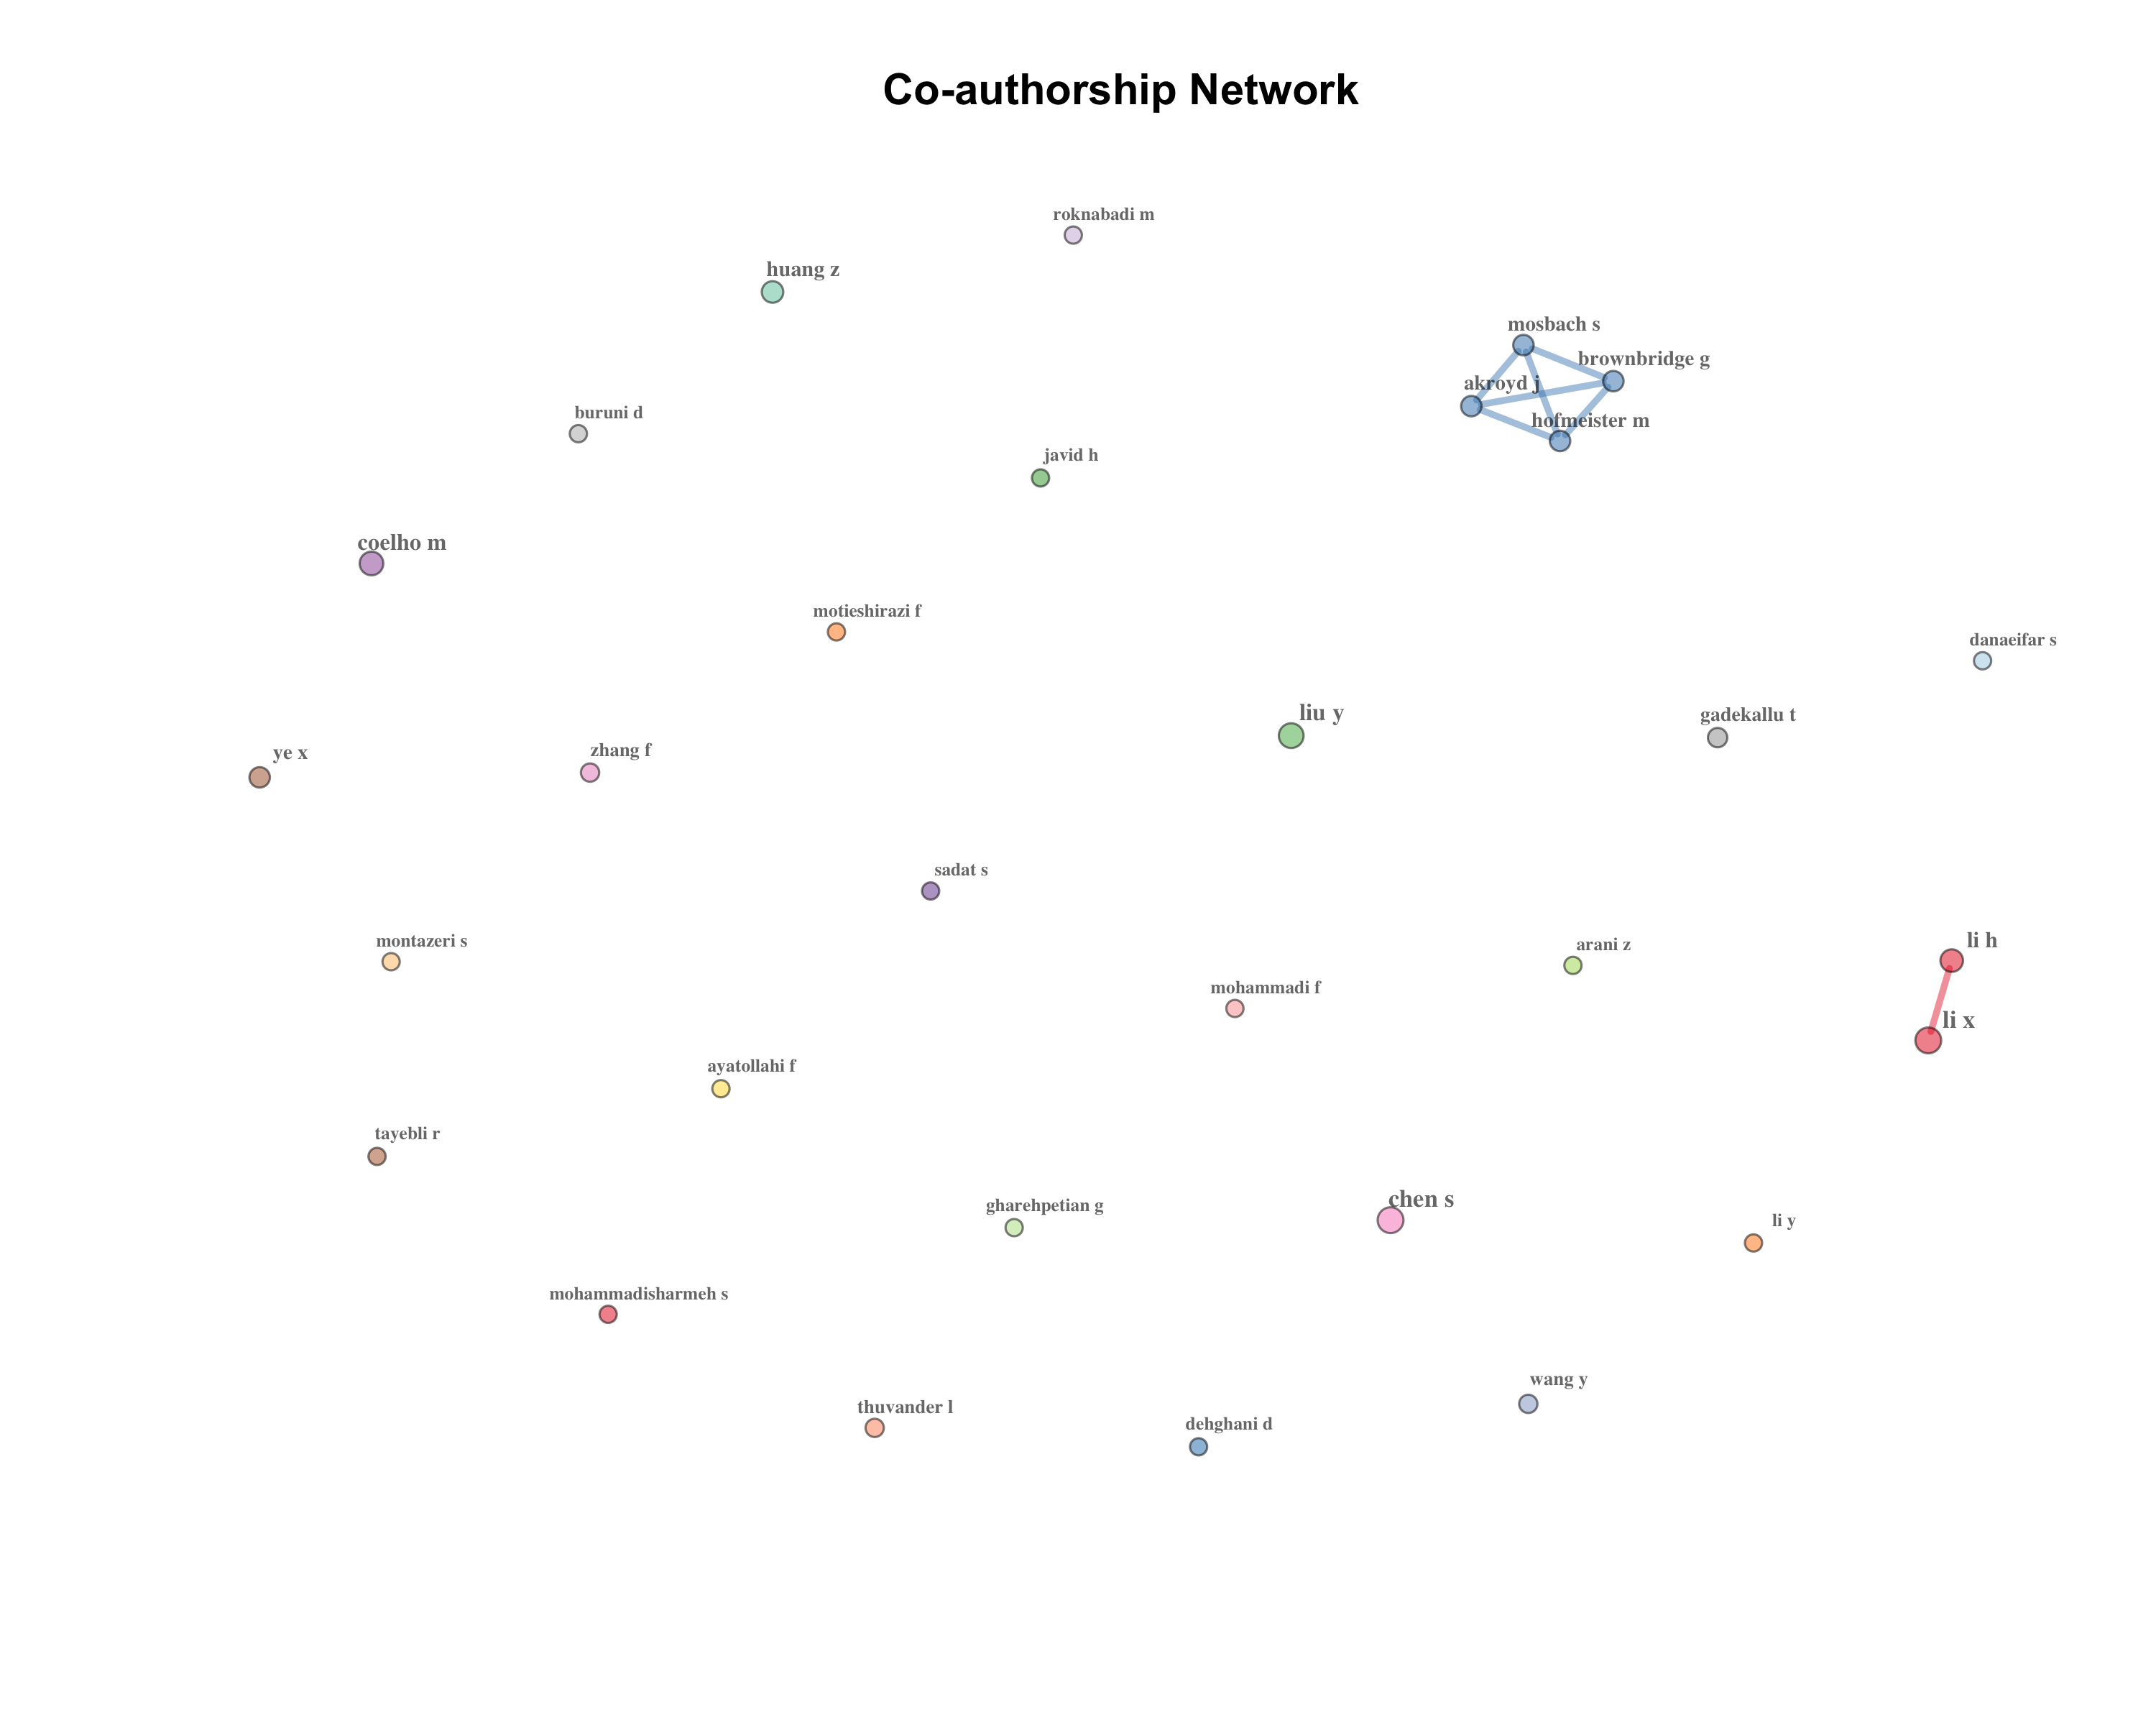 Co-authorship Network
roknabadi m
huang z
mosbach s
brownbridge g
akroyd j
buruni d
hofmeister m
javid h
coelho m
motieshirazi f
danaeifar s
liu y
gadekallu t
ye x
zhang f
sadat s
montazeri s
arani z
li h
mohammadi f
li x
ayatollahi f
tayebli r
chen s
gharehpetian g
li y
mohammadisharmeh s
wang y
thuvander l
dehghani d